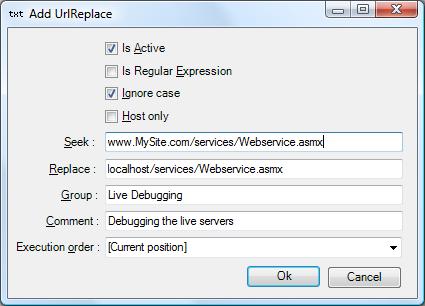 txt Add UrlReplace
Is Active
Is Regular Expression
Ignore case
Host only
Seek : www.MySite.com/services/Webservice.asmx
Replace : localhost/services/Webservice.asmx
Group : Live Debugging
Comment : Debugging the live servers
Execution order : [Current position]
Ok Cancel